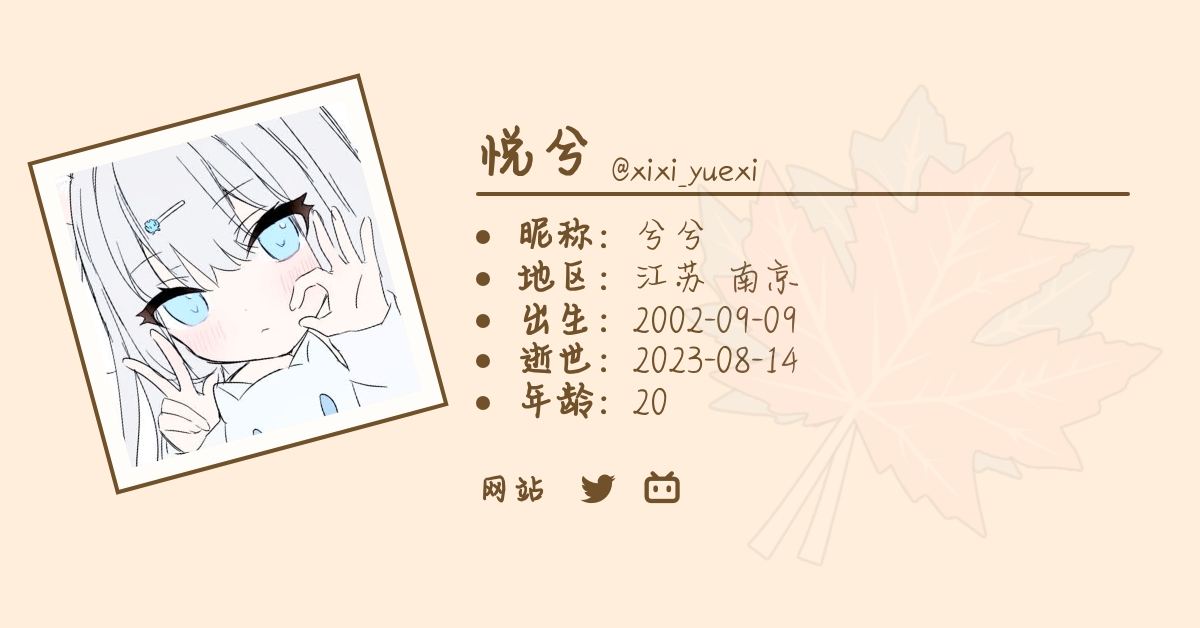 悦兮 @xixi_yuexi
昵称: 兮兮
地区: 江苏 南京
出生: 2002-09-09
逝世: 2023-08-14
年龄: 20
网站